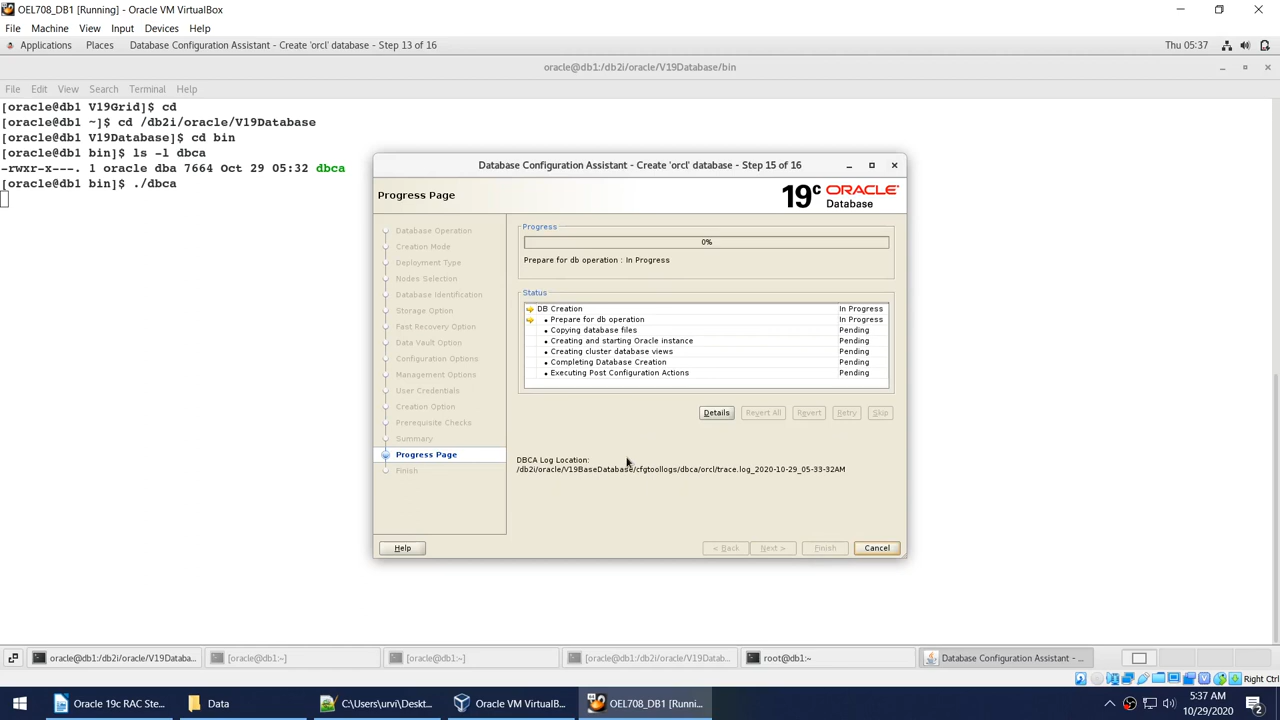 OEL708_DB1 [Running] - Oracle VM VirtualBox
File Machine View Input Devices Help
Applications Places Database Configuration Assistant - Create 'orcl' database - Step 13 of 16 Thu 05:37
oracle@db1:/db2i/oracle/V19Database/bin
File Edit View Search Terminal Help
[oracle@db1 V19Grid]$ cd
[oracle@db1 ~]$ cd /db2i/oracle/V19Database
[oracle@db1 V19Database]$ cd bin
[oracle@db1 bin]$ ls -l dbca
-rwxr-x---. 1 oracle dba 7664 Oct 29 05:32 dbca
[oracle@db1 bin]$ ./dbca
Database Configuration Assistant - Create 'orcl' database - Step 15 of 16
Progress Page
19c ORACLE Database
Database Operation
Creation Mode
Deployment Type
Nodes Selection
Database Identification
Storage Option
Fast Recovery Option
Data Vault Option
Configuration Options
Management Options
User Credentials
Creation Option
Prerequisite Checks
Summary
Progress Page
Finish
Progress
0%
Prepare for db operation : In Progress
Status
DB Creation In Progress
• Prepare for db operation In Progress
• Copying database files Pending
• Creating and starting Oracle instance Pending
• Creating cluster database views Pending
• Completing Database Creation Pending
• Executing Post Configuration Actions Pending
Details Revert All Revert Retry Skip
DBCA Log Location:
/db2i/oracle/V19BaseDatabase/cfgtoollogs/dbca/orcl/trace.log_2020-10-29_05-33-32AM
Help < Back Next > Finish Cancel
oracle@db1:/db2i/oracle/V19Databa... [oracle@db1:~] [oracle@db1:~] [oracle@db1:/db2i/oracle/V19Datab... root@db1:~ Database Configuration Assistant - ...
Right Ctrl
Oracle 19c RAC Ste... Data C:\Users\urvi\Deskt... Oracle VM VirtualB... OEL708_DB1 [Runni... 5:37 AM
10/29/2020
2